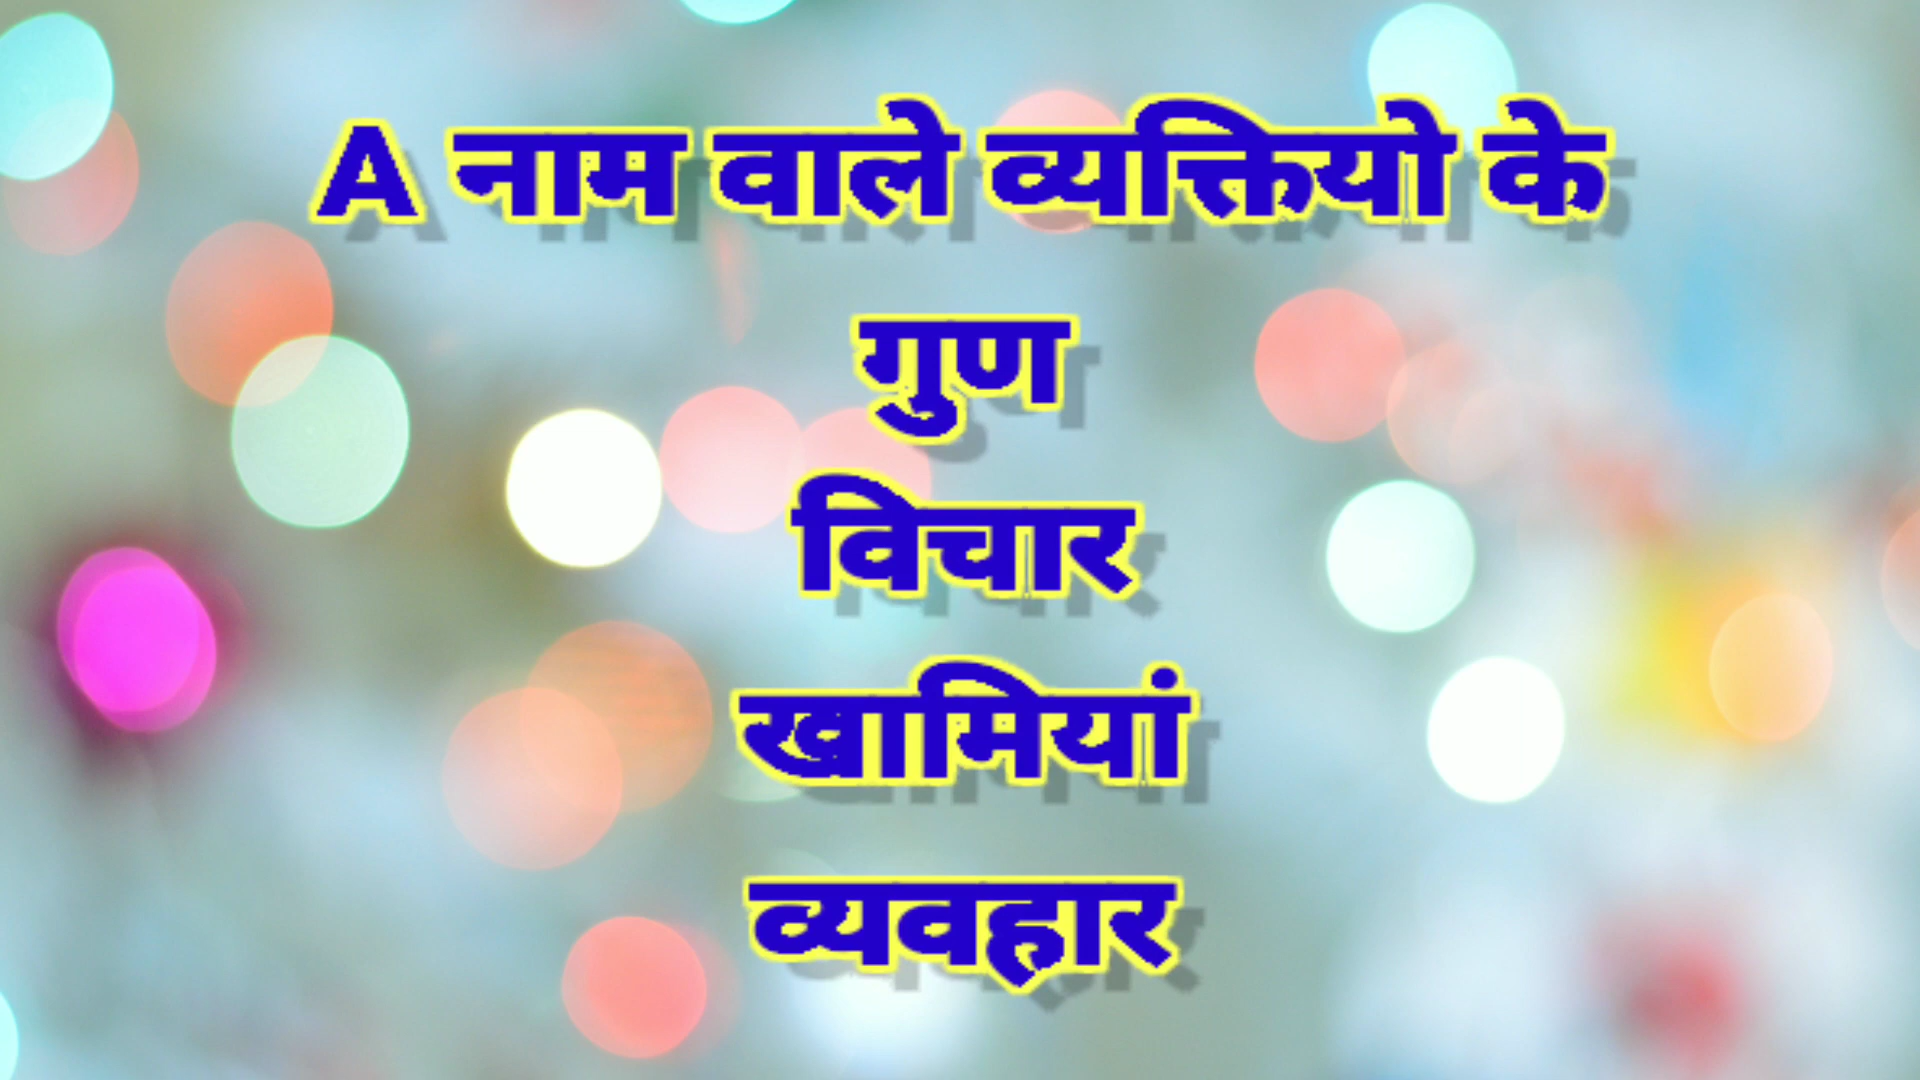 A नाम वाले व्यक्तियो के
गुण
विचार
खामियां
व्यवहार